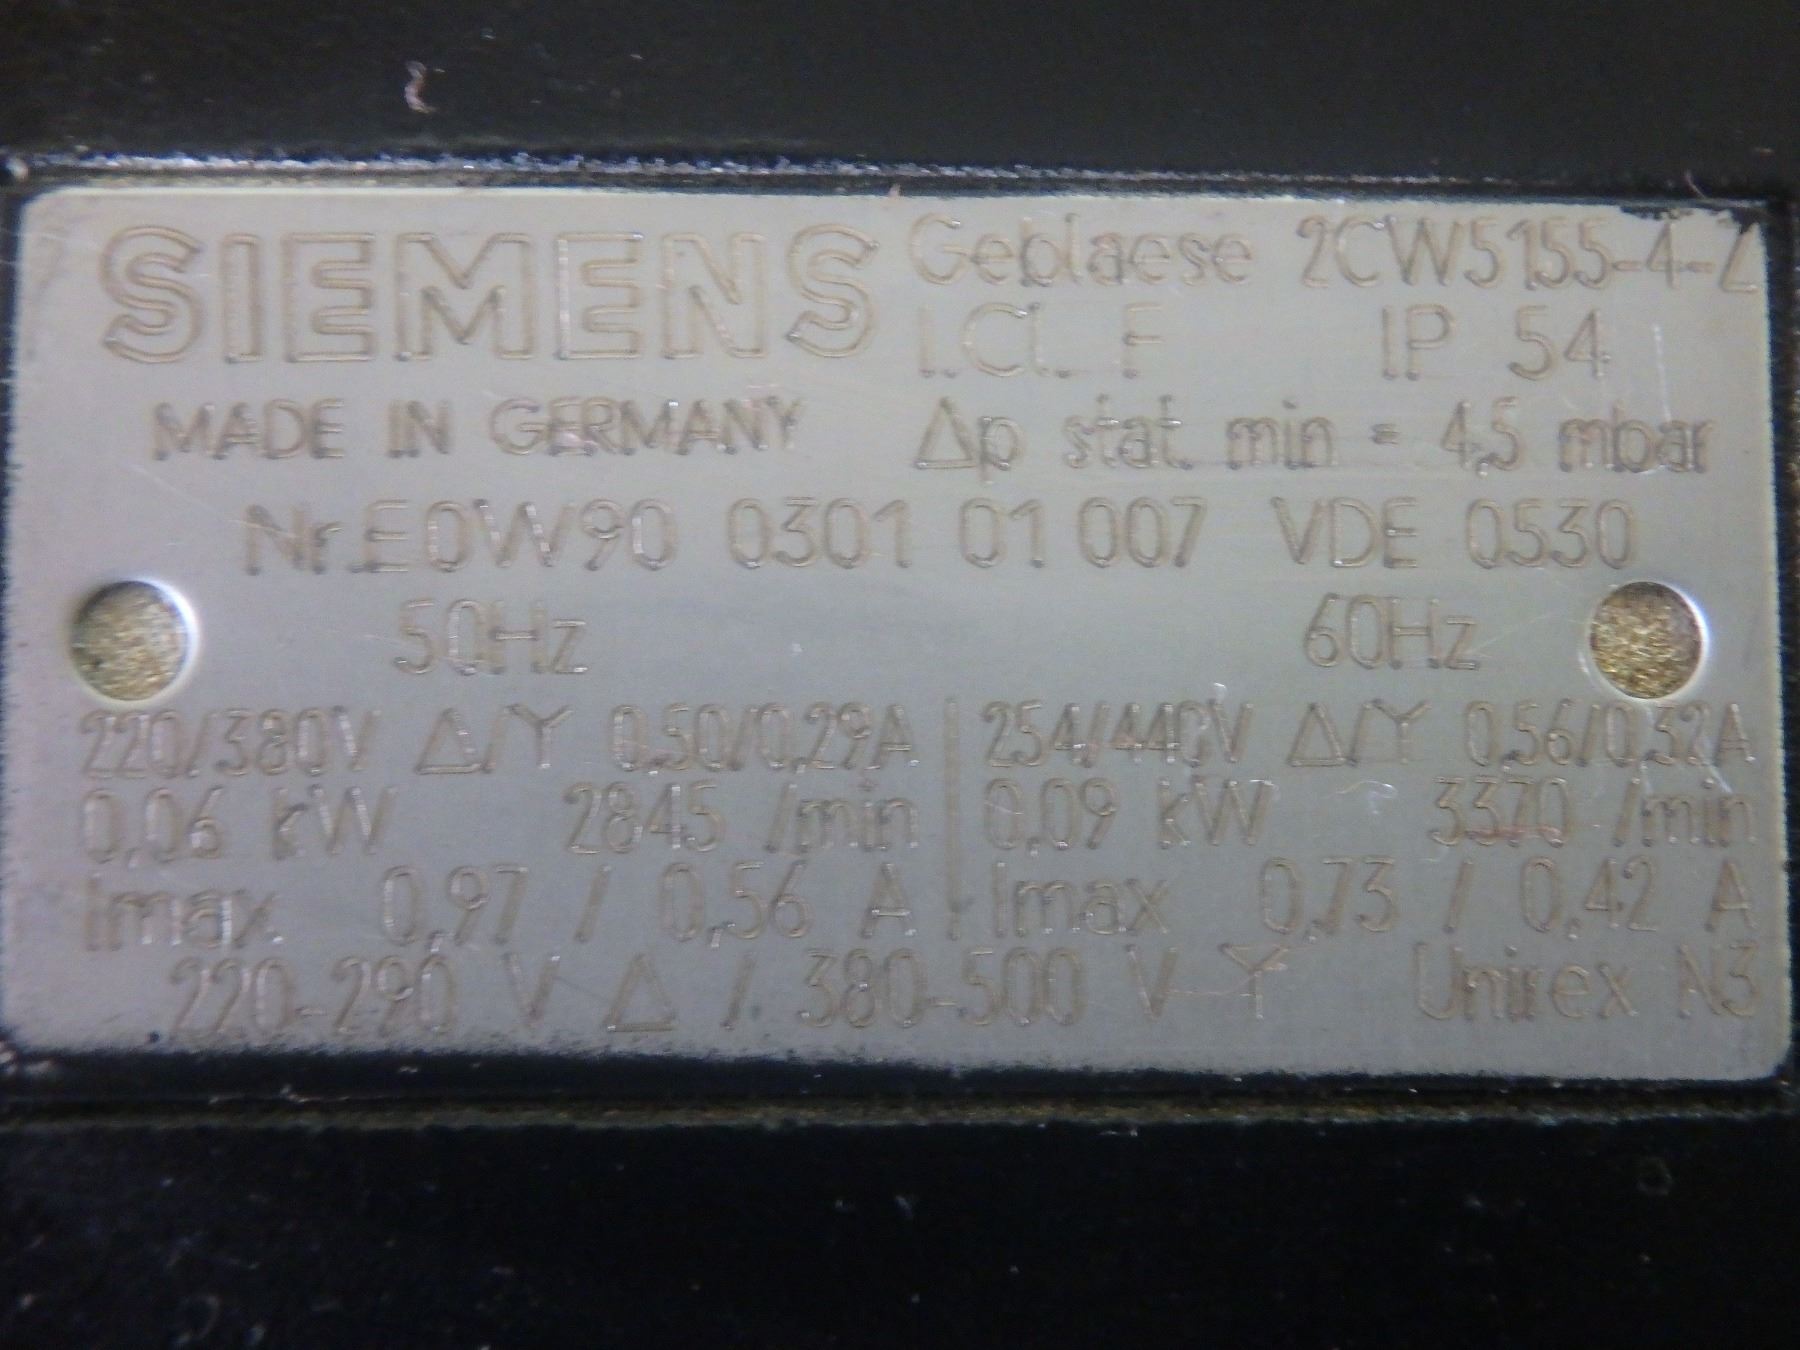 SIEMENS Geblaese 2CW5155-4-Z
I.CL. F IP 54
MADE IN GERMANY Δp stat. min = 4,5 mbar
Nr.E0W90 0301 01 007 VDE 0530
50Hz 60Hz
220/380V Δ/Y 0.50/0,29A 254/440V Δ/Y 0,56/0,32A
0,06 kW 2845 /min 0,09 kW 3370 /min
Imax 0,97 / 0,56 A Imax 0,73 / 0,42 A
220-290 V Δ / 380-500 V Y Unirex N3